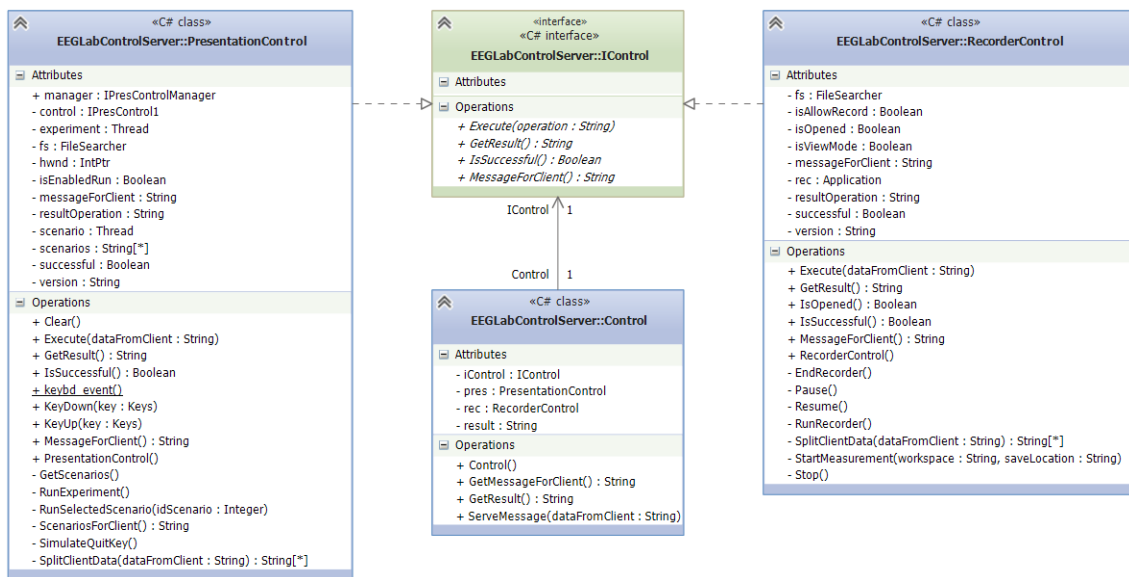 «C# class»
EEGLabControlServer::PresentationControl
Attributes
+ manager : IPresControlManager
- control : IPresControl1
- experiment : Thread
- fs : FileSearcher
- hwnd : IntPtr
- isEnabledRun : Boolean
- messageForClient : String
- resultOperation : String
- scenario : Thread
- scenarios : String[*]
- successful : Boolean
- version : String
Operations
+ Clear()
+ Execute(dataFromClient : String)
+ GetResult() : String
+ IsSuccessful() : Boolean
+ keybd_event()
+ KeyDown(key : Keys)
+ KeyUp(key : Keys)
+ MessageForClient() : String
+ PresentationControl()
- GetScenarios()
- RunExperiment()
- RunSelectedScenario(idScenario : Integer)
- ScenariosForClient() : String
- SimulateQuitKey()
- SplitClientData(dataFromClient : String) : String[*]
«interface»
«C# interface»
EEGLabControlServer::IControl
Attributes
Operations
+ Execute(operation : String)
+ GetResult() : String
+ IsSuccessful() : Boolean
+ MessageForClient() : String
IControl 1
Control 1
«C# class»
EEGLabControlServer::Control
Attributes
- iControl : IControl
- pres : PresentationControl
- rec : RecorderControl
- result : String
Operations
+ Control()
+ GetMessageForClient() : String
+ GetResult() : String
+ ServeMessage(dataFromClient : String)
«C# class»
EEGLabControlServer::RecorderControl
Attributes
- fs : FileSearcher
- isAllowRecord : Boolean
- isOpened : Boolean
- isViewMode : Boolean
- messageForClient : String
- rec : Application
- resultOperation : String
- successful : Boolean
- version : String
Operations
+ Execute(dataFromClient : String)
+ GetResult() : String
+ IsOpened() : Boolean
+ IsSuccessful() : Boolean
+ MessageForClient() : String
+ RecorderControl()
- EndRecorder()
- Pause()
- Resume()
- RunRecorder()
- SplitClientData(dataFromClient : String) : String[*]
- StartMeasurement(workspace : String, saveLocation : String)
- Stop()